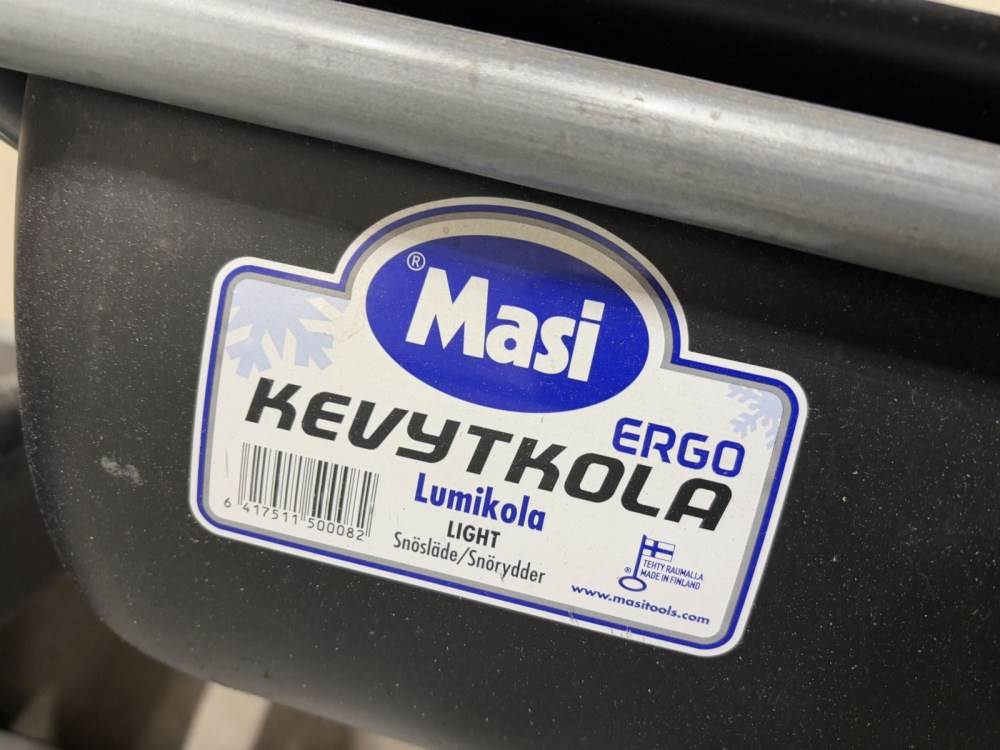 ®
Masi
ERGO
KEVYTKOLA
Lumikola
LIGHT
Snösläde/Snörydder
6 417511 500082
®
TEHTY RAUMALLA
MADE IN FINLAND
www.masitools.com